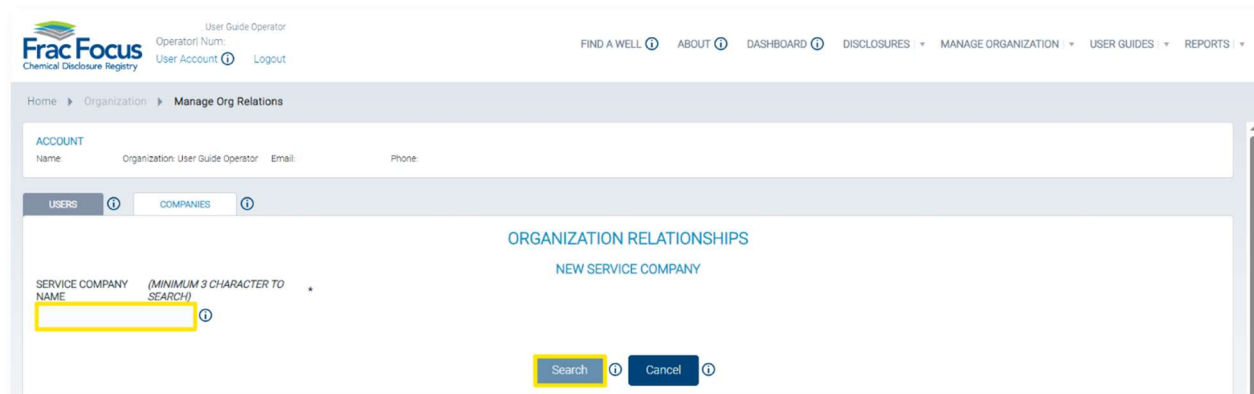 User Guide Operator
Frac Focus
Chemical Disclosure Registry
Operator| Num:
User Account Logout
FIND A WELL ABOUT DASHBOARD DISCLOSURES | MANAGE ORGANIZATION | USER GUIDES | REPORTS |
Home Organization Manage Org Relations
ACCOUNT
Name: Organization: User Guide Operator Email: Phone:
USERS COMPANIES
ORGANIZATION RELATIONSHIPS
NEW SERVICE COMPANY
SERVICE COMPANY NAME
(MINIMUM 3 CHARACTER TO SEARCH) *
Search Cancel